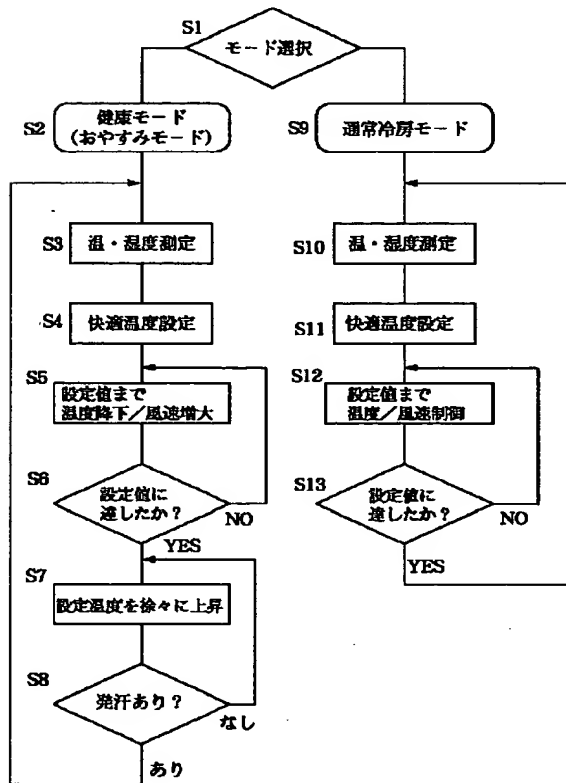 S1
モード選択
S2
健康モード
(おやすみモード)
S9
通常冷房モード
S3
温・湿度測定
S10
温・湿度測定
S4
快適温度設定
S11
快適温度設定
S5
設定値まで
温度降下／風速増大
S12
設定値まで
温度／風速制御
S6
設定値に
達したか？
NO
YES
S13
設定値に
達したか？
NO
YES
S7
設定温度を徐々に上昇
S8
発汗あり？
なし
あり